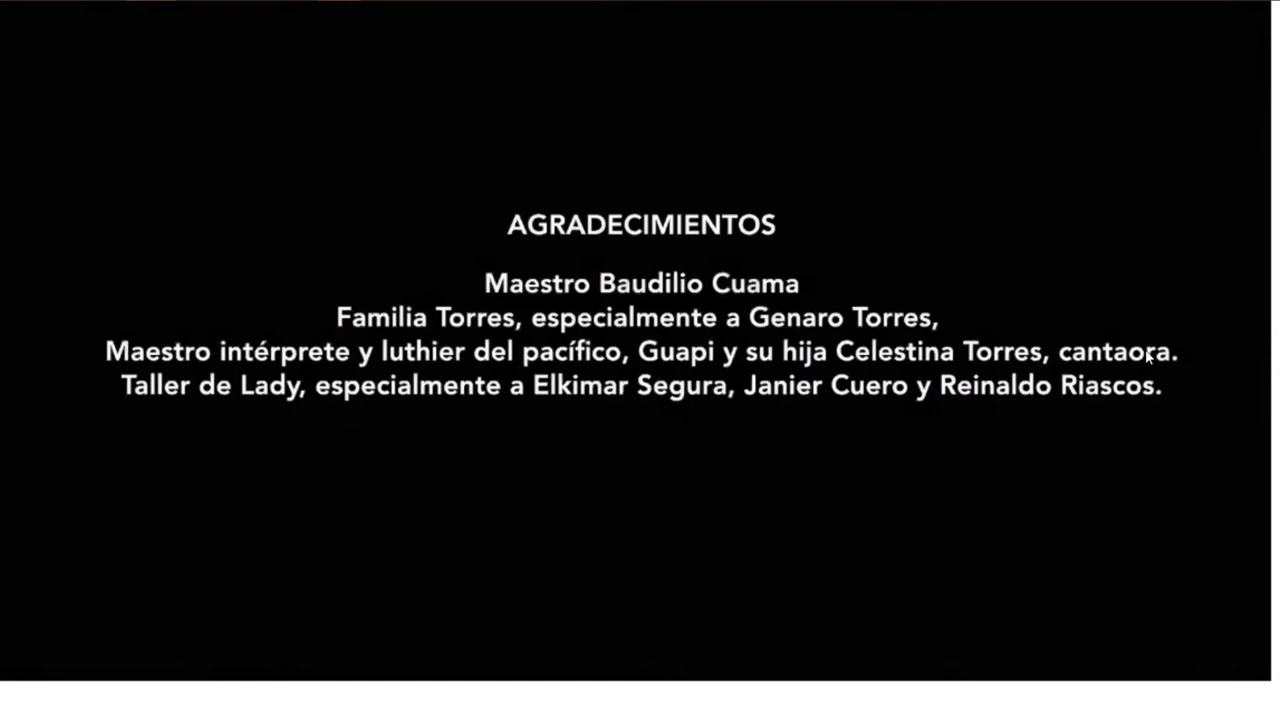 AGRADECIMIENTOS
Maestro Baudilio Cuama
Familia Torres, especialmente a Genaro Torres,
Maestro intérprete y luthier del pacífico, Guapi y su hija Celestina Torres, cantaora.
Taller de Lady, especialmente a Elkimar Segura, Janier Cuero y Reinaldo Riascos.